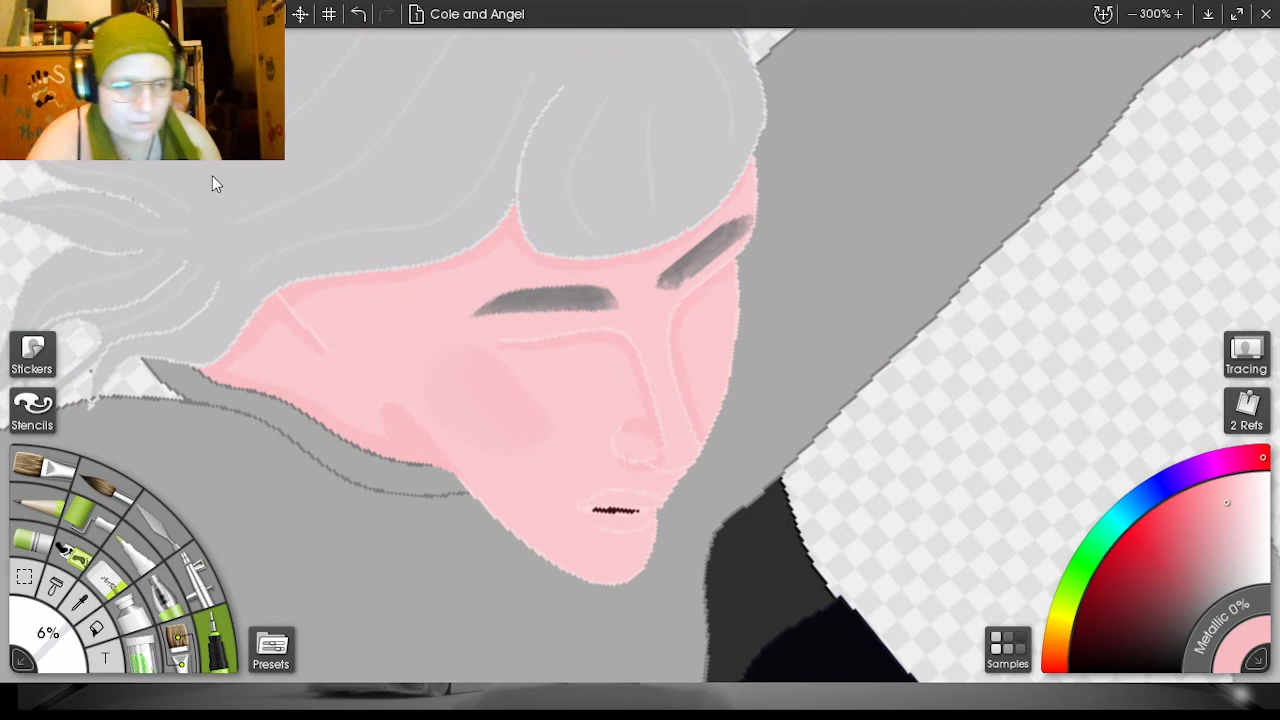 Cole and Angel
300%
Stickers
Stencils
Tracing
2 Refs
6%
T
Presets
Samples
Metallic 0%